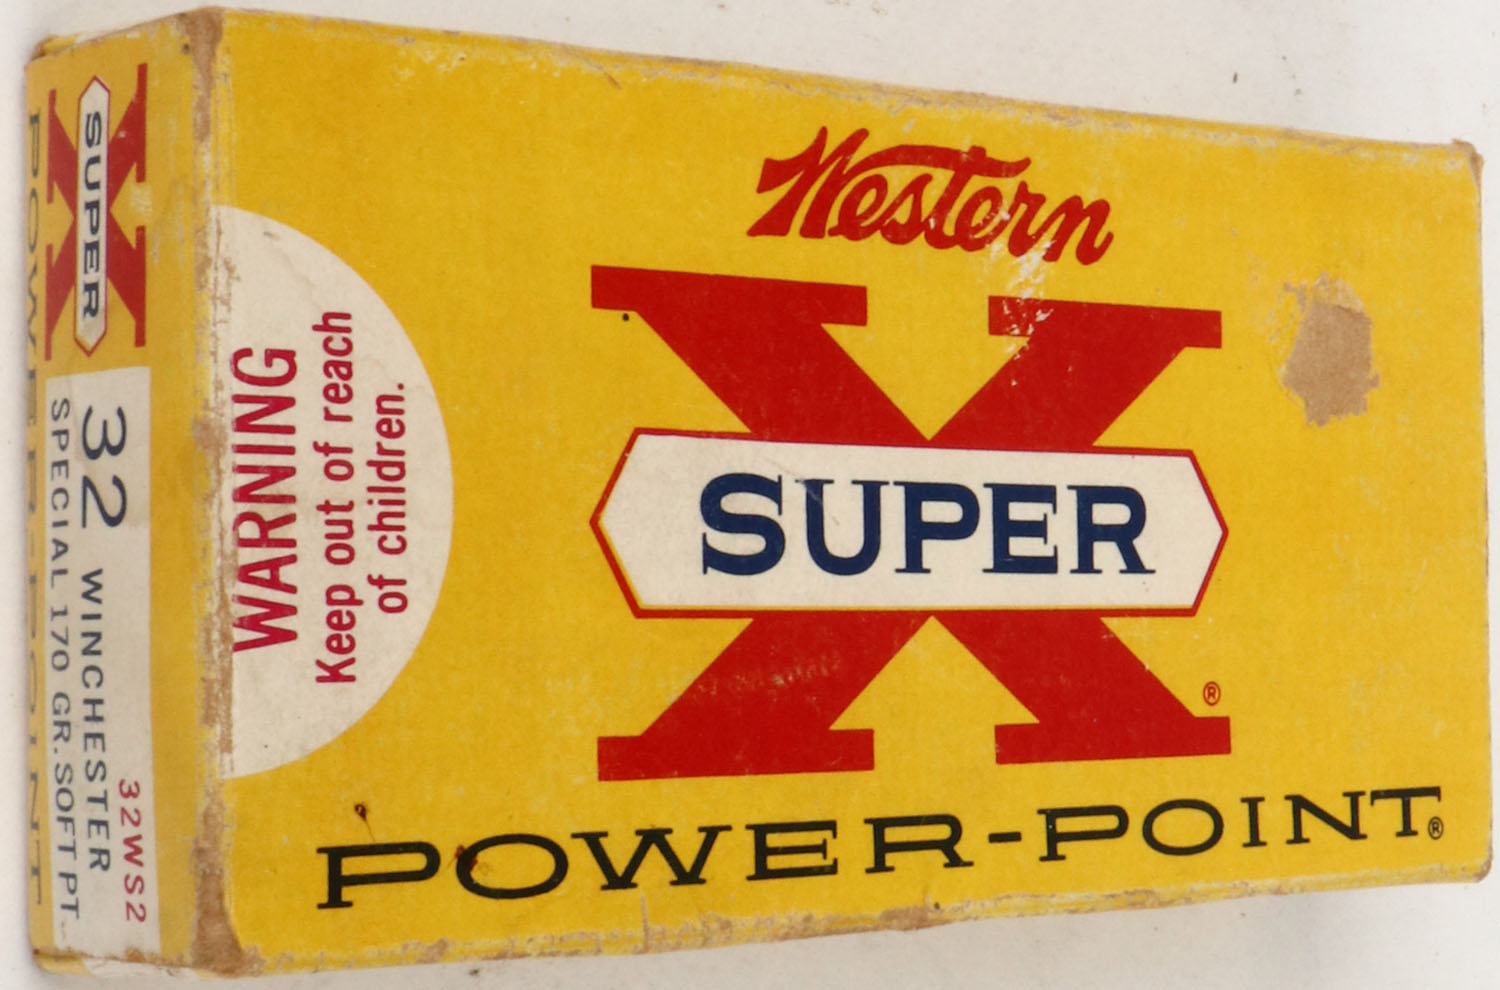 Western
X
SUPER
®
POWER-POINT®
WARNING
Keep out of reach
of children.
X
SUPER
POWER-POINT
32WS2
32 WINCHESTER
SPECIAL 170 GR. SOFT PT.